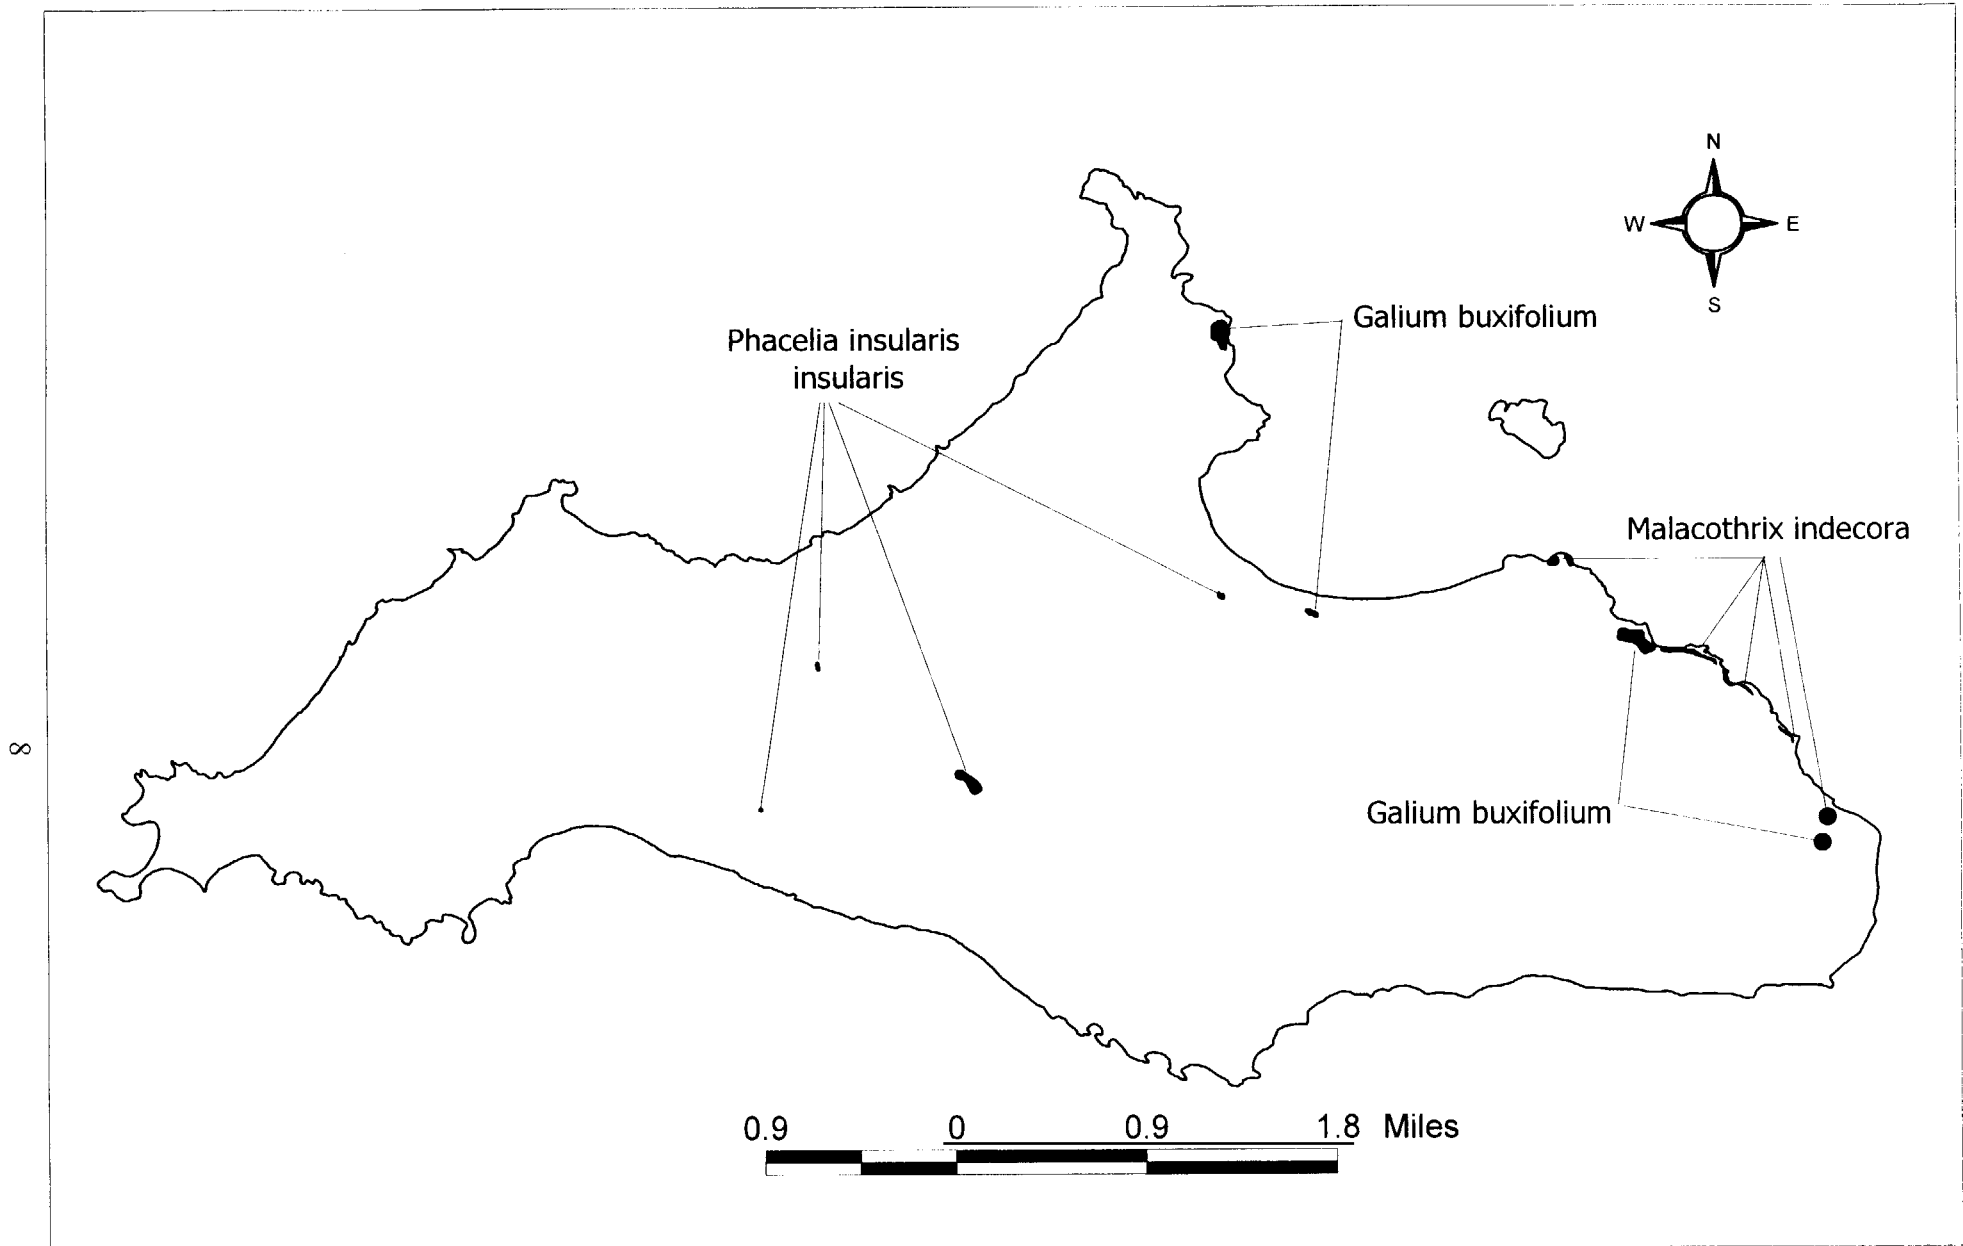 N
W E
S
Galium buxifolium
Phacelia insularis
insularis
Malacothrix indecora
8
Galium buxifolium
0.9 0 0.9 1.8 Miles